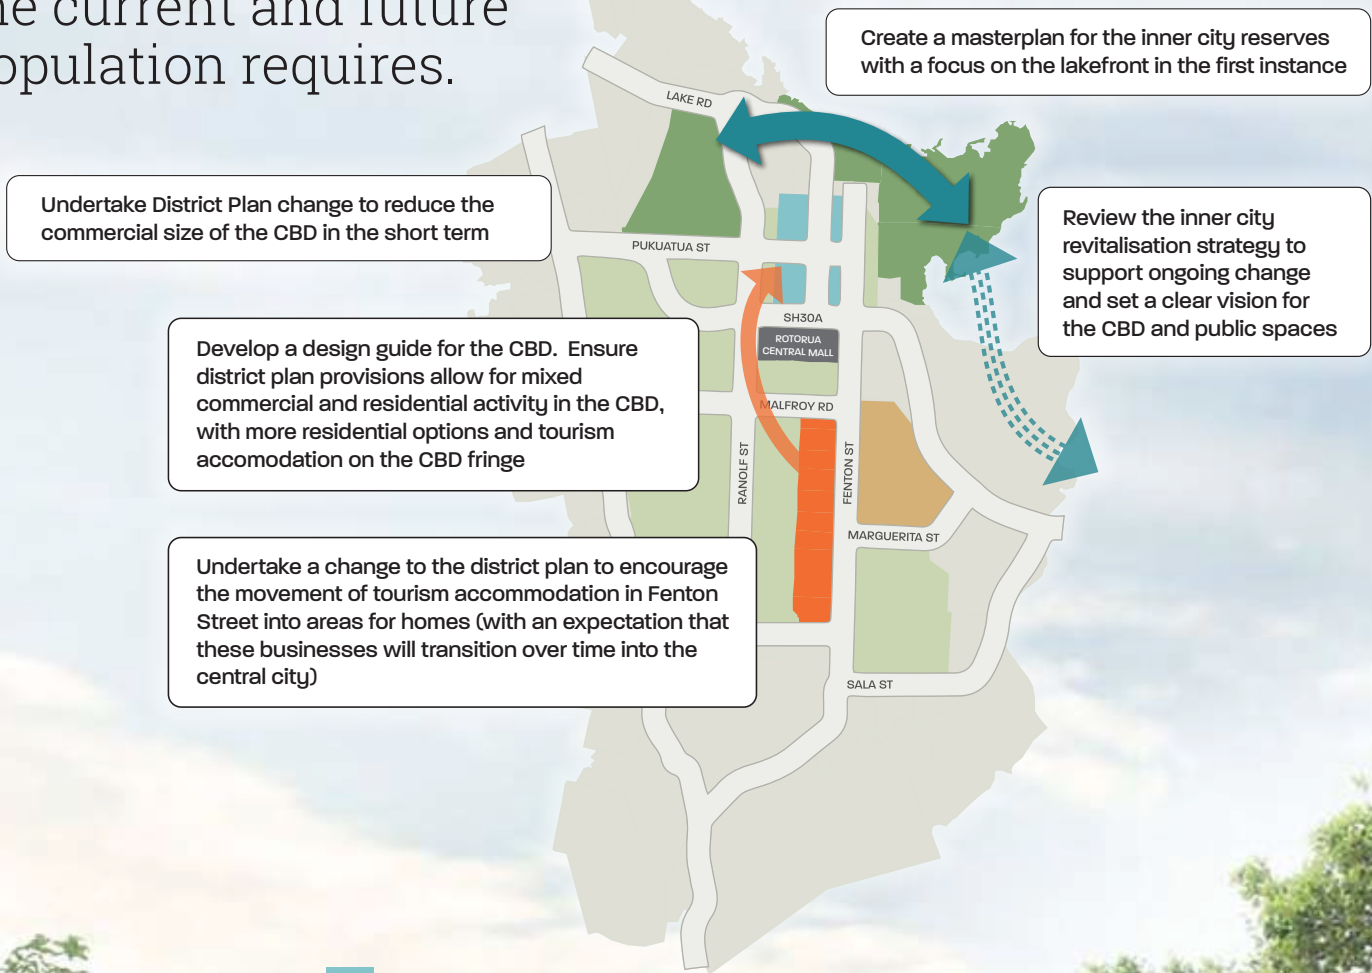 he current and future
opulation requires.
Create a masterplan for the inner city reserves
with a focus on the lakefront in the first instance
Undertake District Plan change to reduce the
commercial size of the CBD in the short term
Review the inner city
revitalisation strategy to
support ongoing change
and set a clear vision for
the CBD and public spaces
Develop a design guide for the CBD. Ensure
district plan provisions allow for mixed
commercial and residential activity in the CBD,
with more residential options and tourism
accomodation on the CBD fringe
Undertake a change to the district plan to encourage
the movement of tourism accommodation in Fenton
Street into areas for homes (with an expectation that
these businesses will transition over time into the
central city)
LAKE RD
PUKUATUA ST
SH30A
ROTORUA
CENTRAL MALL
MALFROY RD
RANOLF ST
FENTON ST
MARGUERITA ST
SALA ST